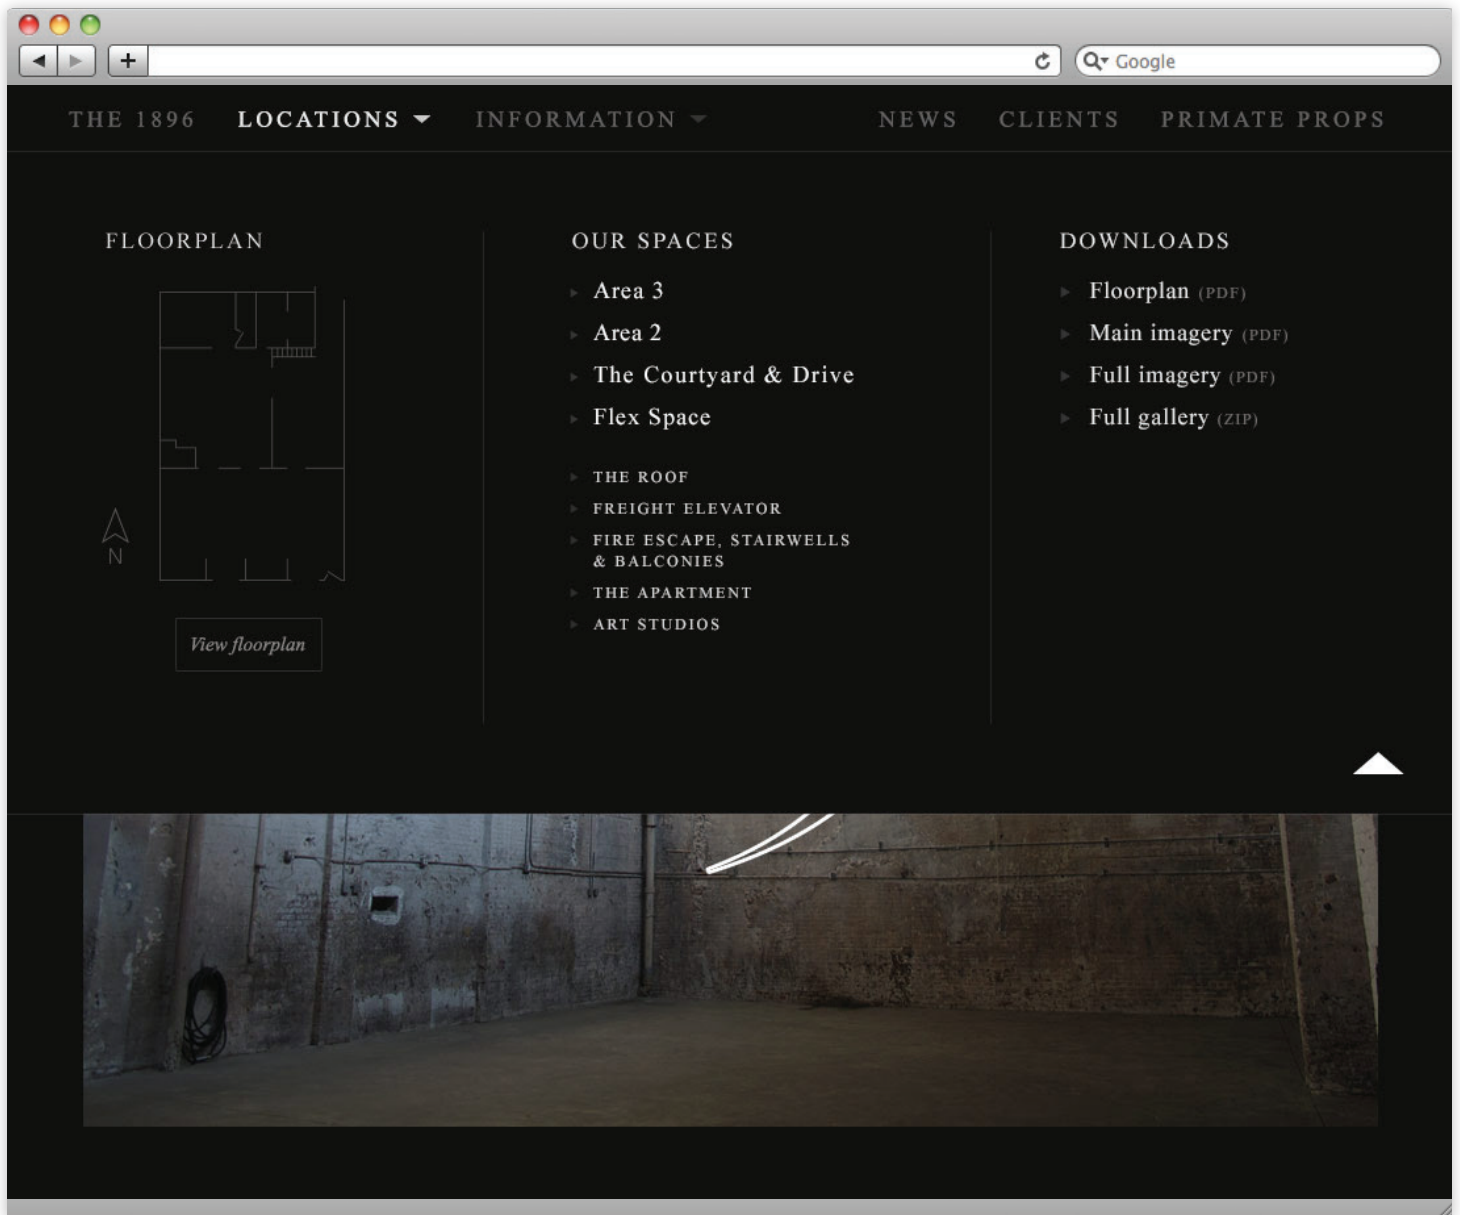 Google
THE 1896 LOCATIONS INFORMATION NEWS CLIENTS PRIMATE PROPS
FLOORPLAN
N
View floorplan
OUR SPACES
Area 3
Area 2
The Courtyard & Drive
Flex Space
THE ROOF
FREIGHT ELEVATOR
FIRE ESCAPE, STAIRWELLS
& BALCONIES
THE APARTMENT
ART STUDIOS
DOWNLOADS
Floorplan (PDF)
Main imagery (PDF)
Full imagery (PDF)
Full gallery (ZIP)